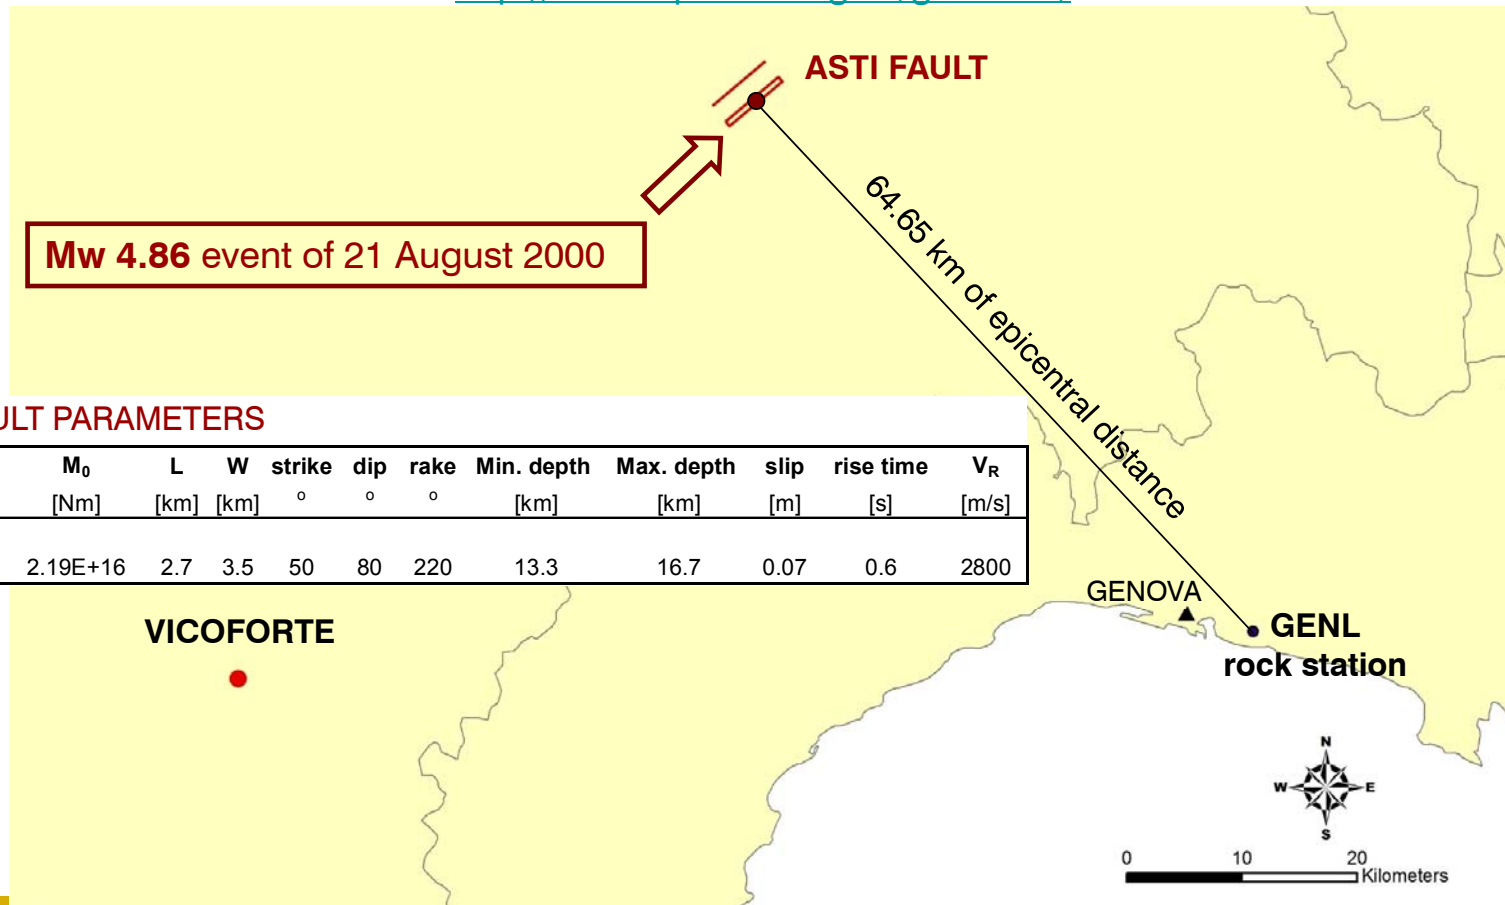 ASTI FAULT
Mw 4.86 event of 21 August 2000
64.65 km of epicentral distance
ULT PARAMETERS
M₀ L W strike dip rake Min. depth Max. depth slip rise time V_R
[Nm] [km] [km] o o o [km] [km] [m] [s] [m/s]
2.19E+16 2.7 3.5 50 80 220 13.3 16.7 0.07 0.6 2800
VICOFORTE
GENOVA
GENL
rock station
N
W E
S
0 10 20
Kilometers